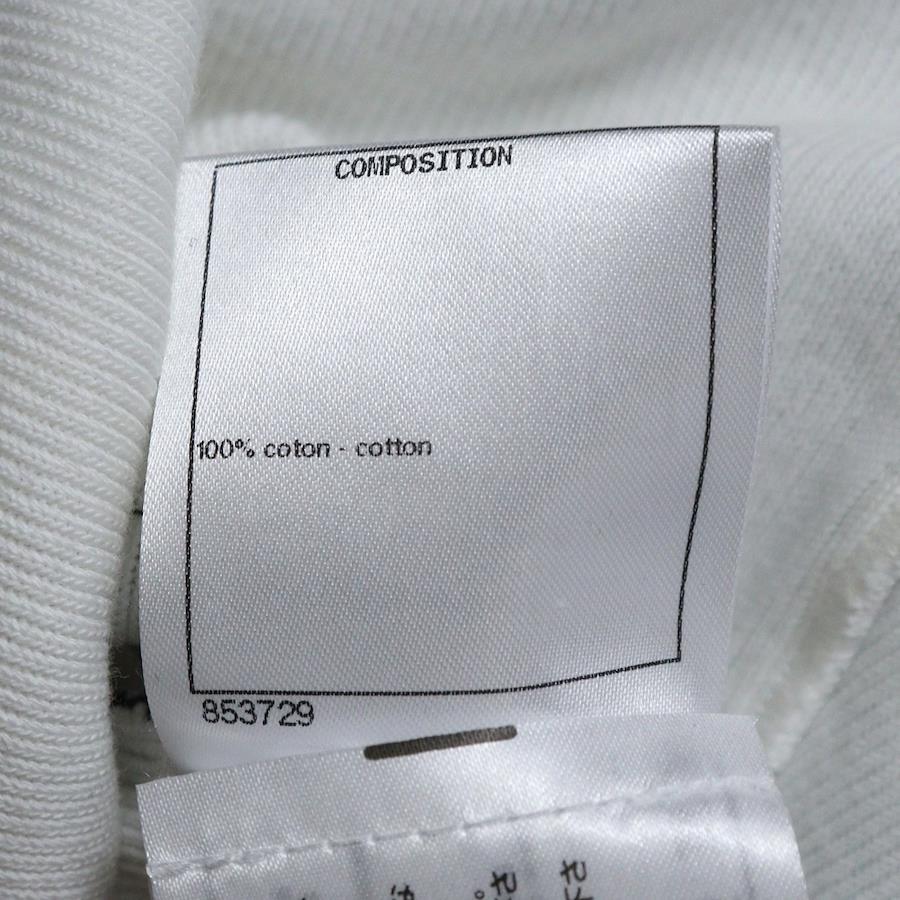 COMPOSITION
100% coton - cotton
853729